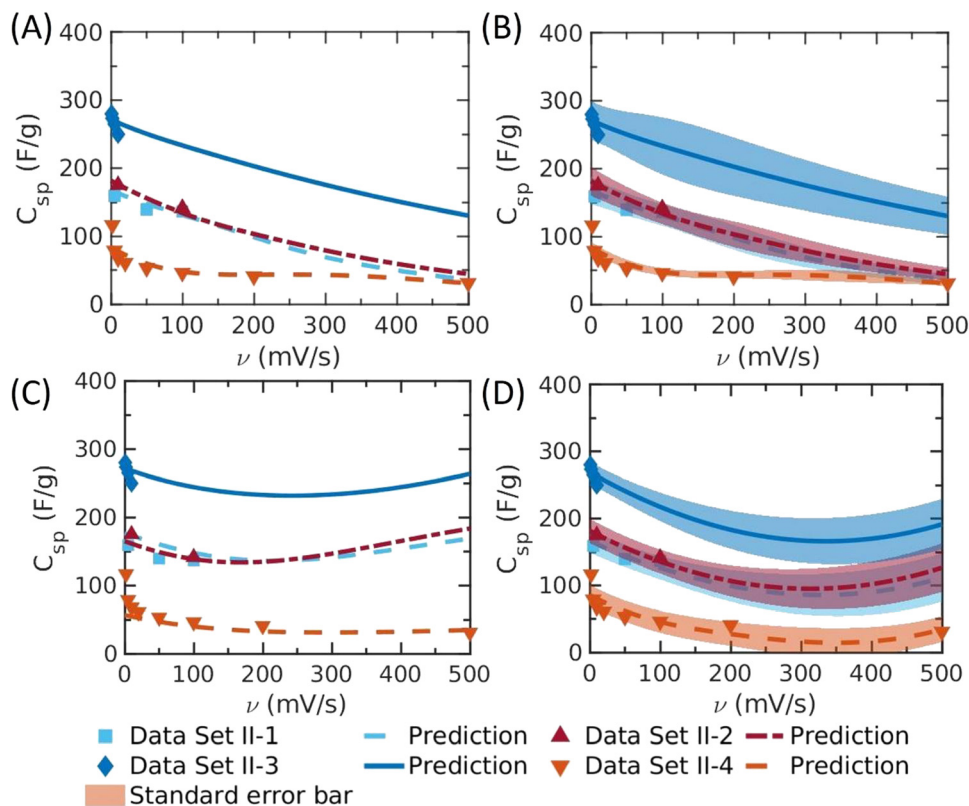 (A)
400
300
200
100
0
C_sp (F/g)
0 100 200 300 400 500
ν (mV/s)
(B)
400
300
200
100
0
C_sp (F/g)
0 100 200 300 400 500
ν (mV/s)
(C)
400
300
200
100
0
C_sp (F/g)
0 100 200 300 400 500
ν (mV/s)
(D)
400
300
200
100
0
C_sp (F/g)
0 100 200 300 400 500
ν (mV/s)
Data Set II-1 Prediction Data Set II-2 Prediction
Data Set II-3 Prediction Data Set II-4 Prediction
Standard error bar